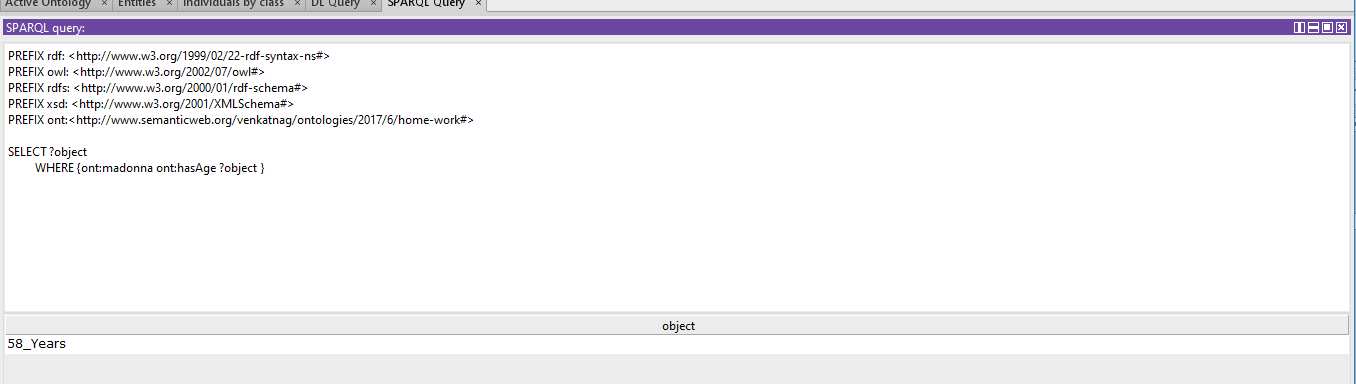 Active Ontology × Entities × Individuals by class × DL Query × SPARQL Query ×
SPARQL query:
PREFIX rdf: <http://www.w3.org/1999/02/22-rdf-syntax-ns#>
PREFIX owl: <http://www.w3.org/2002/07/owl#>
PREFIX rdfs: <http://www.w3.org/2000/01/rdf-schema#>
PREFIX xsd: <http://www.w3.org/2001/XMLSchema#>
PREFIX ont:<http://www.semanticweb.org/venkatnag/ontologies/2017/6/home-work#>
SELECT ?object
WHERE {ont:madonna ont:hasAge ?object }
object
58_Years